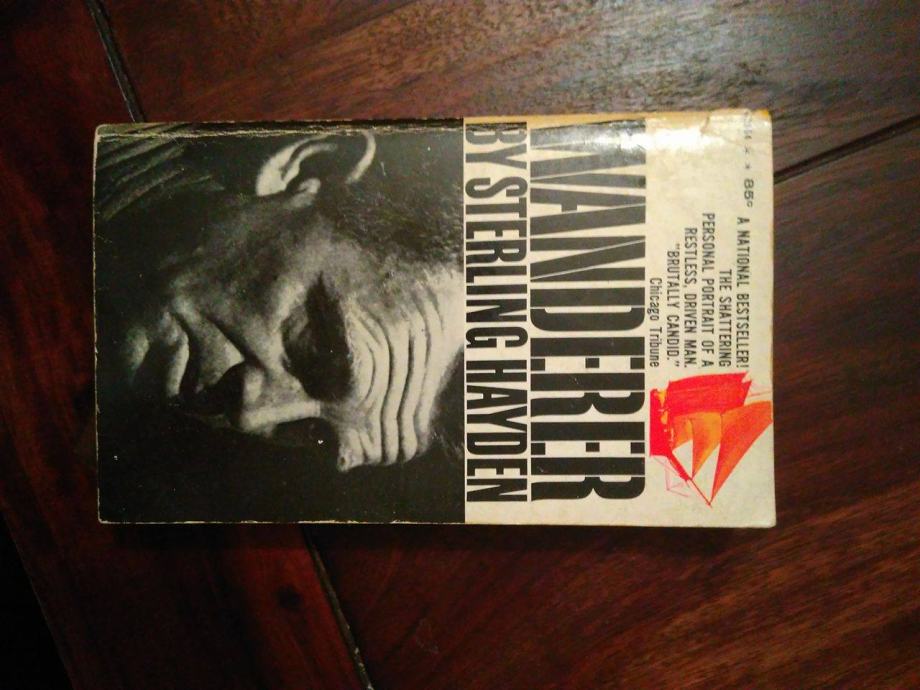 85¢
A NATIONAL BESTSELLER!
THE SHATTERING
PERSONAL PORTRAIT OF A
RESTLESS, DRIVEN MAN.
"BRUTALLY CANDID."
Chicago Tribune
WANDERER
BY STERLING HAYDEN